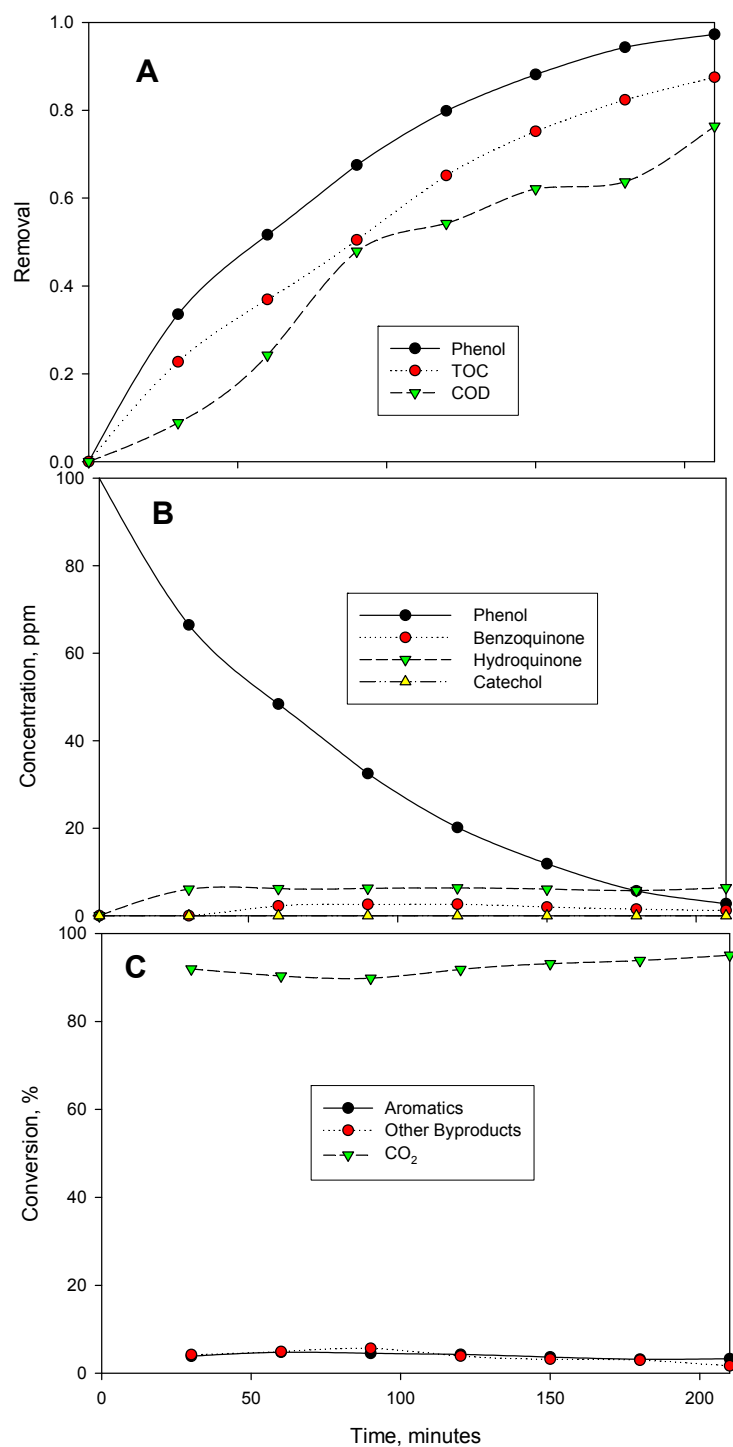 1.0
A
0.8
0.6
Removal
0.4
Phenol
TOC
0.2
COD
0.0
100
B
80
Phenol
Benzoquinone
60
Hydroquinone
Catechol
Concentration, ppm
40
20
0
100
C
80
Aromatics
60
Other Byproducts
CO2
Conversion, %
40
20
0
0 50 100 150 200
Time, minutes